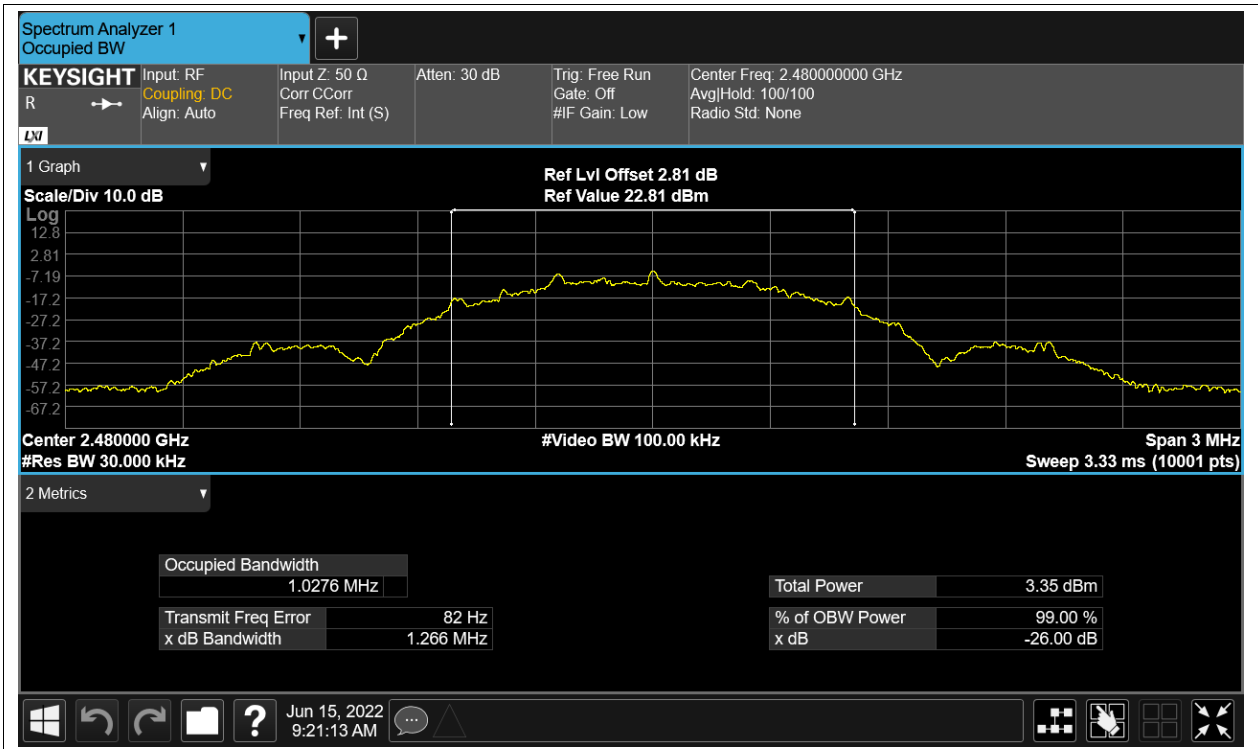 Spectrum Analyzer 1
Occupied BW
KEYSIGHT
R
LXI
Input: RF
Coupling: DC
Align: Auto
Input Z: 50 Ω
Corr CCorr
Freq Ref: Int (S)
Atten: 30 dB
Trig: Free Run
Gate: Off
#IF Gain: Low
Center Freq: 2.480000000 GHz
Avg|Hold: 100/100
Radio Std: None
1 Graph
Scale/Div 10.0 dB
Ref Lvl Offset 2.81 dB
Ref Value 22.81 dBm
Log
12.8
2.81
-7.19
-17.2
-27.2
-37.2
-47.2
-57.2
-67.2
Center 2.480000 GHz
#Res BW 30.000 kHz
#Video BW 100.00 kHz
Span 3 MHz
Sweep 3.33 ms (10001 pts)
2 Metrics
Occupied Bandwidth
1.0276 MHz
Transmit Freq Error 82 Hz
x dB Bandwidth 1.266 MHz
Total Power 3.35 dBm
% of OBW Power 99.00 %
x dB -26.00 dB
?
Jun 15, 2022
9:21:13 AM